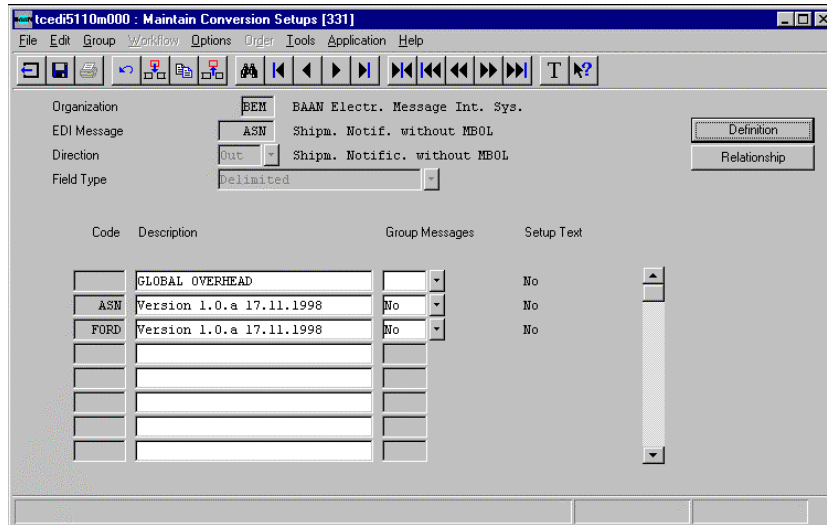 BAAN tcedi5110m000 : Maintain Conversion Setups [331]
File Edit Group Workflow Options Order Tools Application Help
T ?
Organization BEM BAAN Electr. Message Int. Sys.
EDI Message ASN Shipm. Notif. without MBOL Definition
Direction Out Shipm. Notific. without MBOL Relationship
Field Type Delimited
Code Description Group Messages Setup Text
GLOBAL OVERHEAD No
ASN Version 1.0.a 17.11.1998 No No
FORD Version 1.0.a 17.11.1998 No No